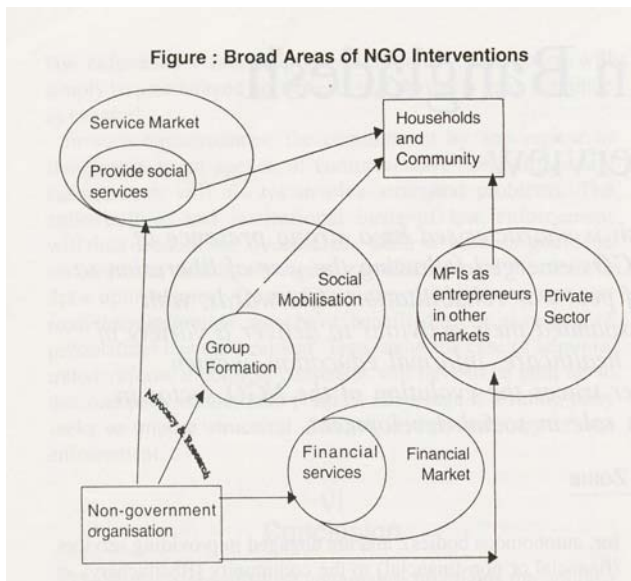 Figure : Broad Areas of NGO Interventions
Service Market
Provide social
services
Households
and
Community
Social
Mobilisation
Group
Formation
MFIs as
entrepreneurs
in other
markets
Private
Sector
Advocacy & Research
Financial
services
Financial
Market
Non-government
organisation